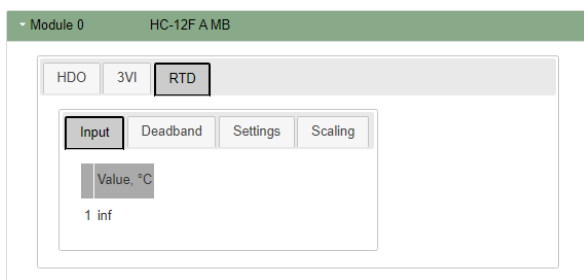 Module 0 HC-12F A MB
HDO 3VI RTD
Input Deadband Settings Scaling
Value, °C
1 inf